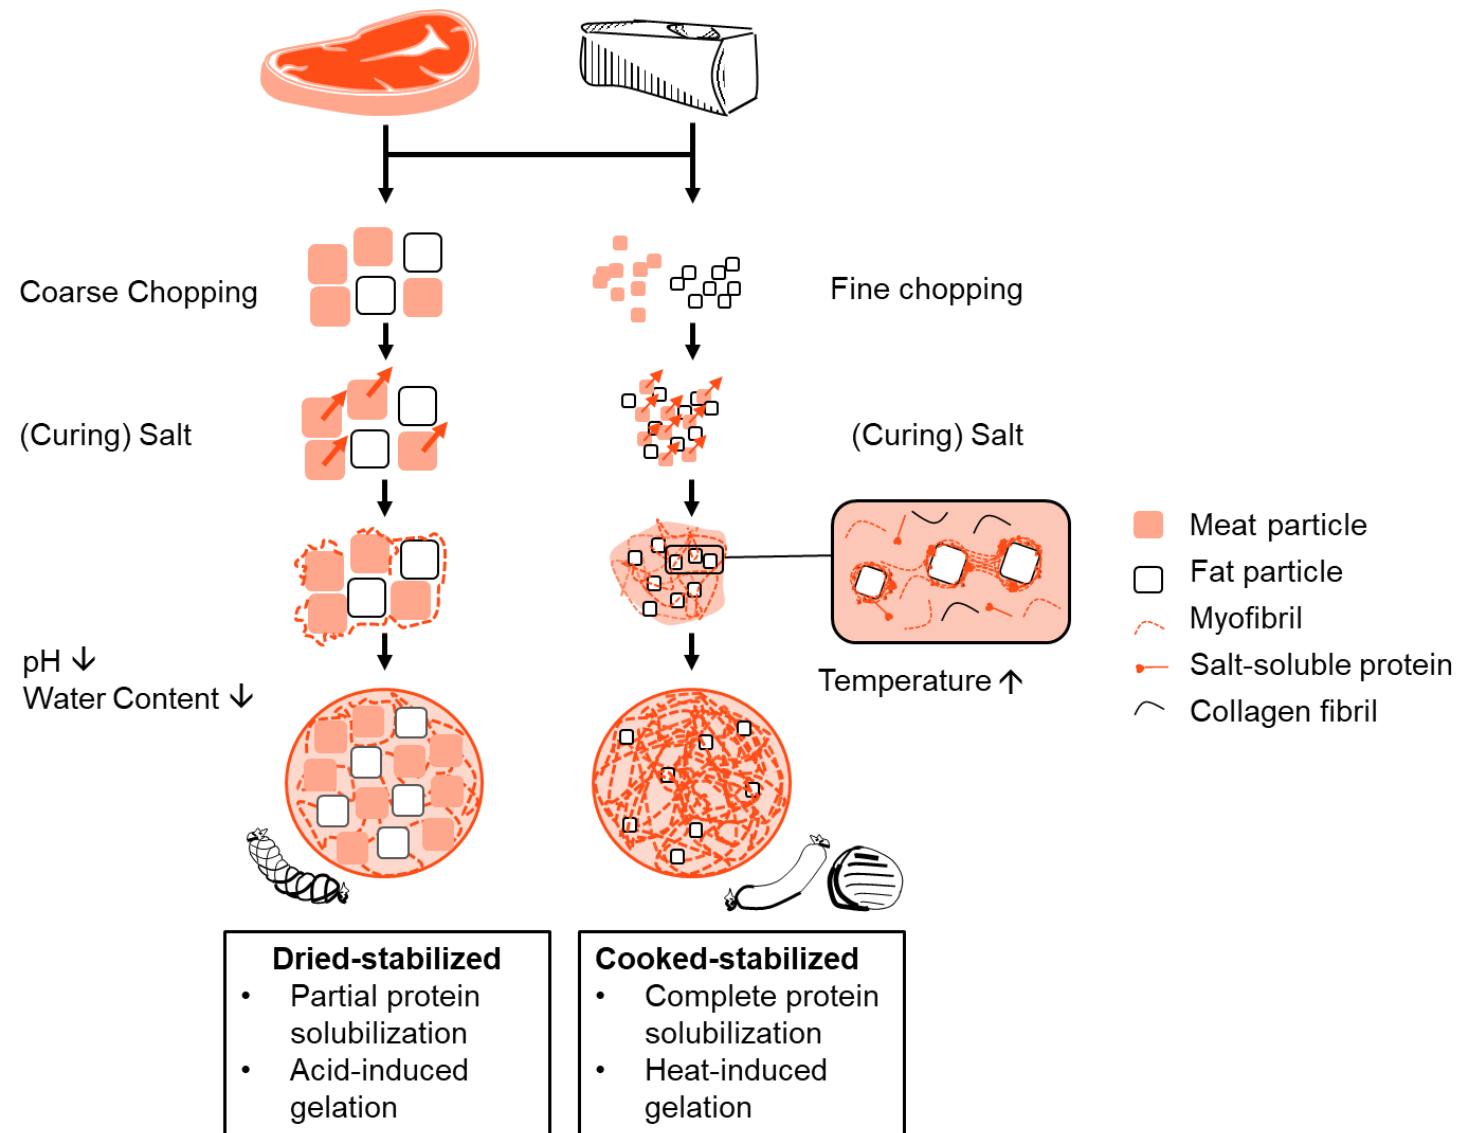 Coarse Chopping
Fine chopping
(Curing) Salt
(Curing) Salt
Meat particle
Fat particle
Myofibril
Salt-soluble protein
Collagen fibril
pH ↓
Water Content ↓
Temperature ↑
Dried-stabilized
• Partial protein
solubilization
• Acid-induced
gelation
Cooked-stabilized
• Complete protein
solubilization
• Heat-induced
gelation